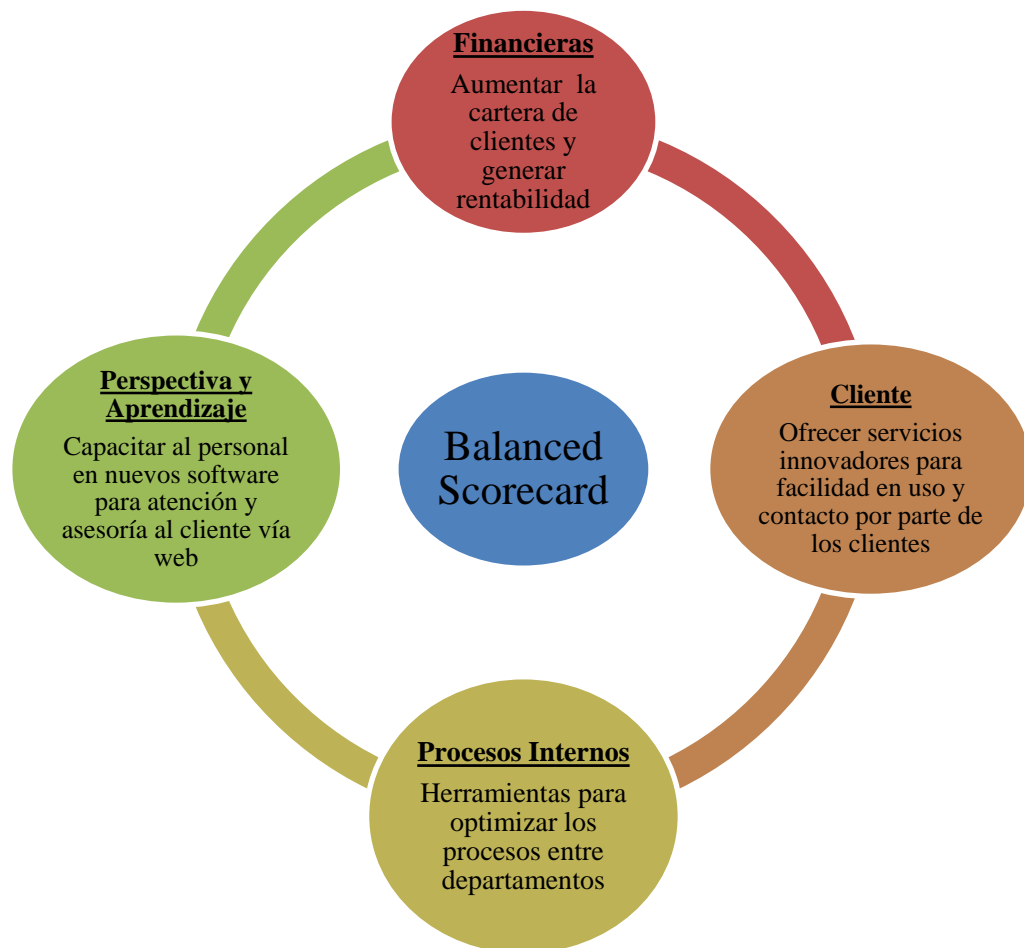 Financieras
Aumentar  la
cartera de
clientes y
generar
rentabilidad
Perspectiva y
Aprendizaje
Capacitar al personal
en nuevos software
para atención y
asesoría al cliente vía
web
Balanced
Scorecard
Cliente
Ofrecer servicios
innovadores para
facilidad en uso y
contacto por parte de
los clientes
Procesos Internos
Herramientas para
optimizar los
procesos entre
departamentos